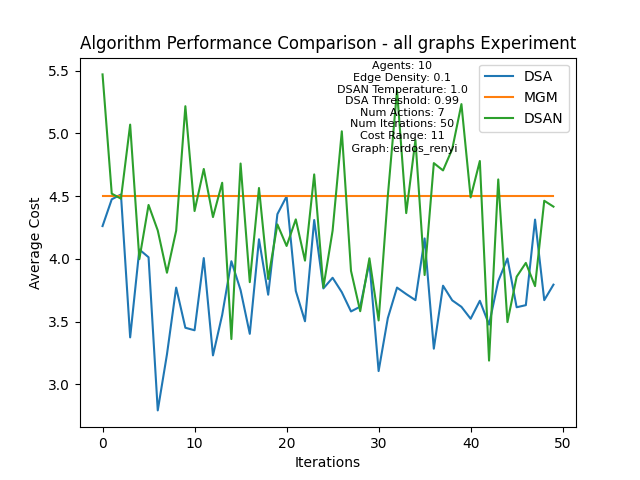 Algorithm Performance Comparison - all graphs Experiment
Agents: 10
Edge Density: 0.1
DSAN Temperature: 1.0
DSA Threshold: 0.99
Num Actions: 7
Num Iterations: 50
Cost Range: 11
Graph: erdos_renyi
DSA
MGM
DSAN
Average Cost
5.5
5.0
4.5
4.0
3.5
3.0
0
10
20
30
40
50
Iterations